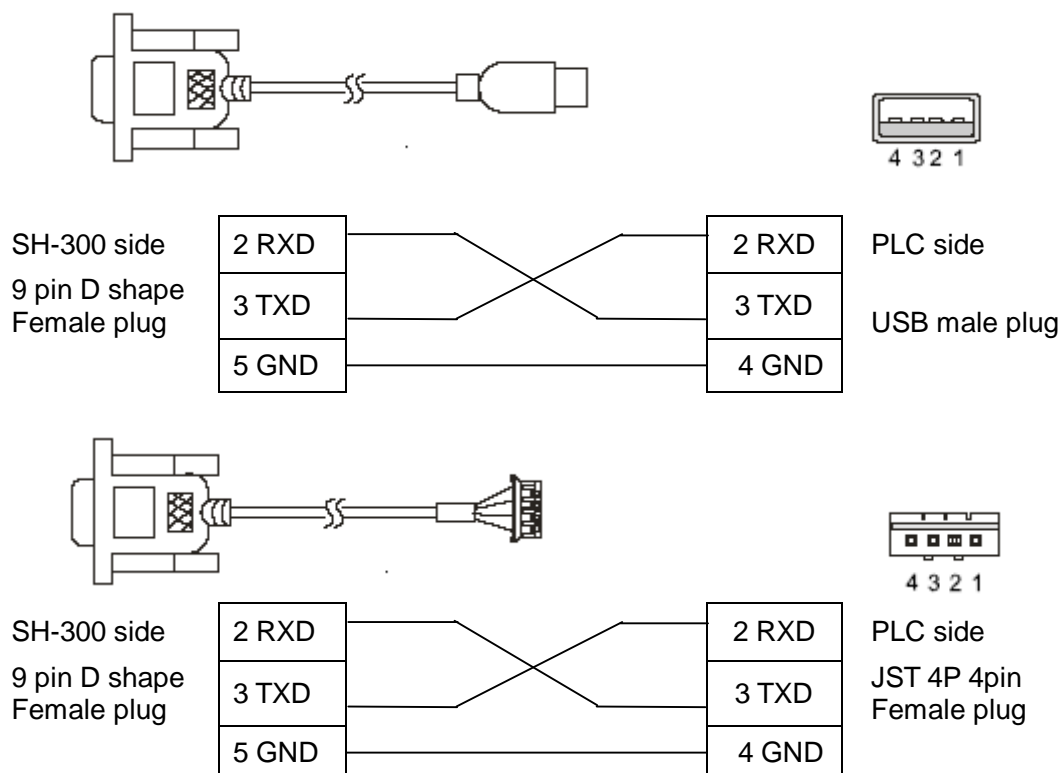 4 3 2 1
SH-300 side 2 RXD 2 RXD PLC side
9 pin D shape
Female plug 3 TXD 3 TXD USB male plug
5 GND 4 GND
4 3 2 1
SH-300 side 2 RXD 2 RXD PLC side
9 pin D shape JST 4P 4pin
Female plug 3 TXD 3 TXD Female plug
5 GND 4 GND